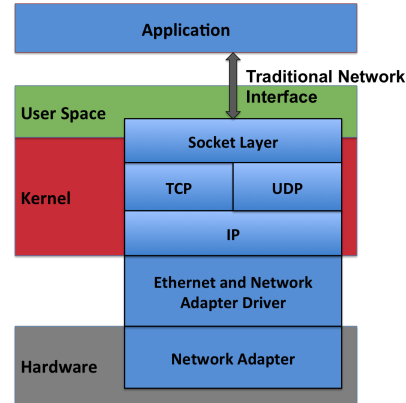 Application
Traditional Network
Interface
User Space
Socket Layer
TCP
UDP
Kernel
IP
Ethernet and Network
Adapter Driver
Network Adapter
Hardware